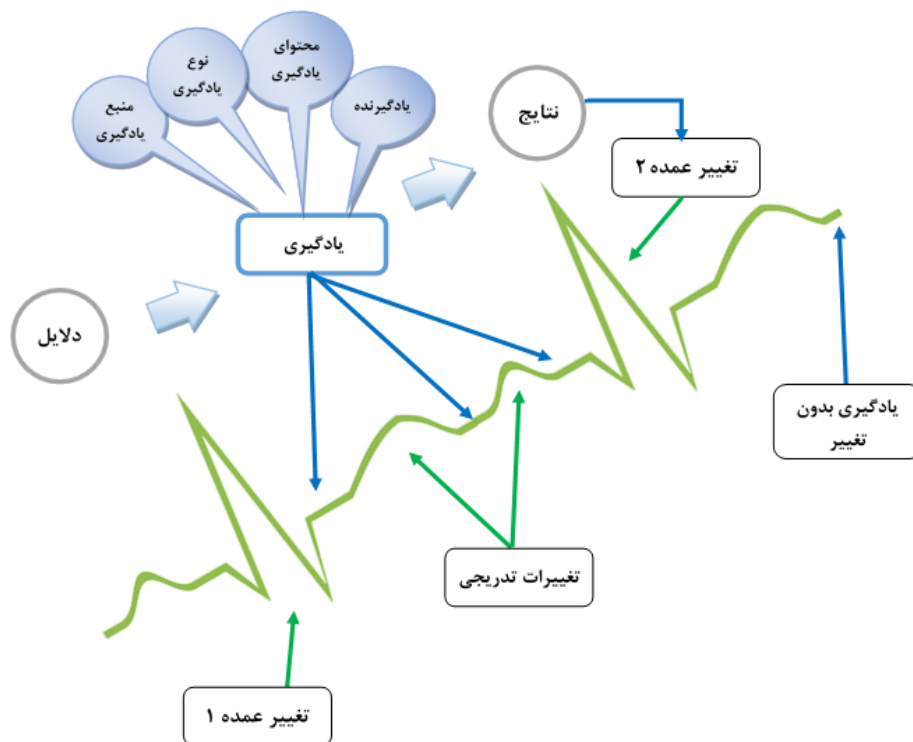 محتوای
یادگیری
نوع
یادگیری
یادگیرنده
منبع
یادگیری
نتایج
تغییر عمده ۲
یادگیری
دلایل
یادگیری بدون
تغییر
تغییرات تدریجی
تغییر عمده ۱